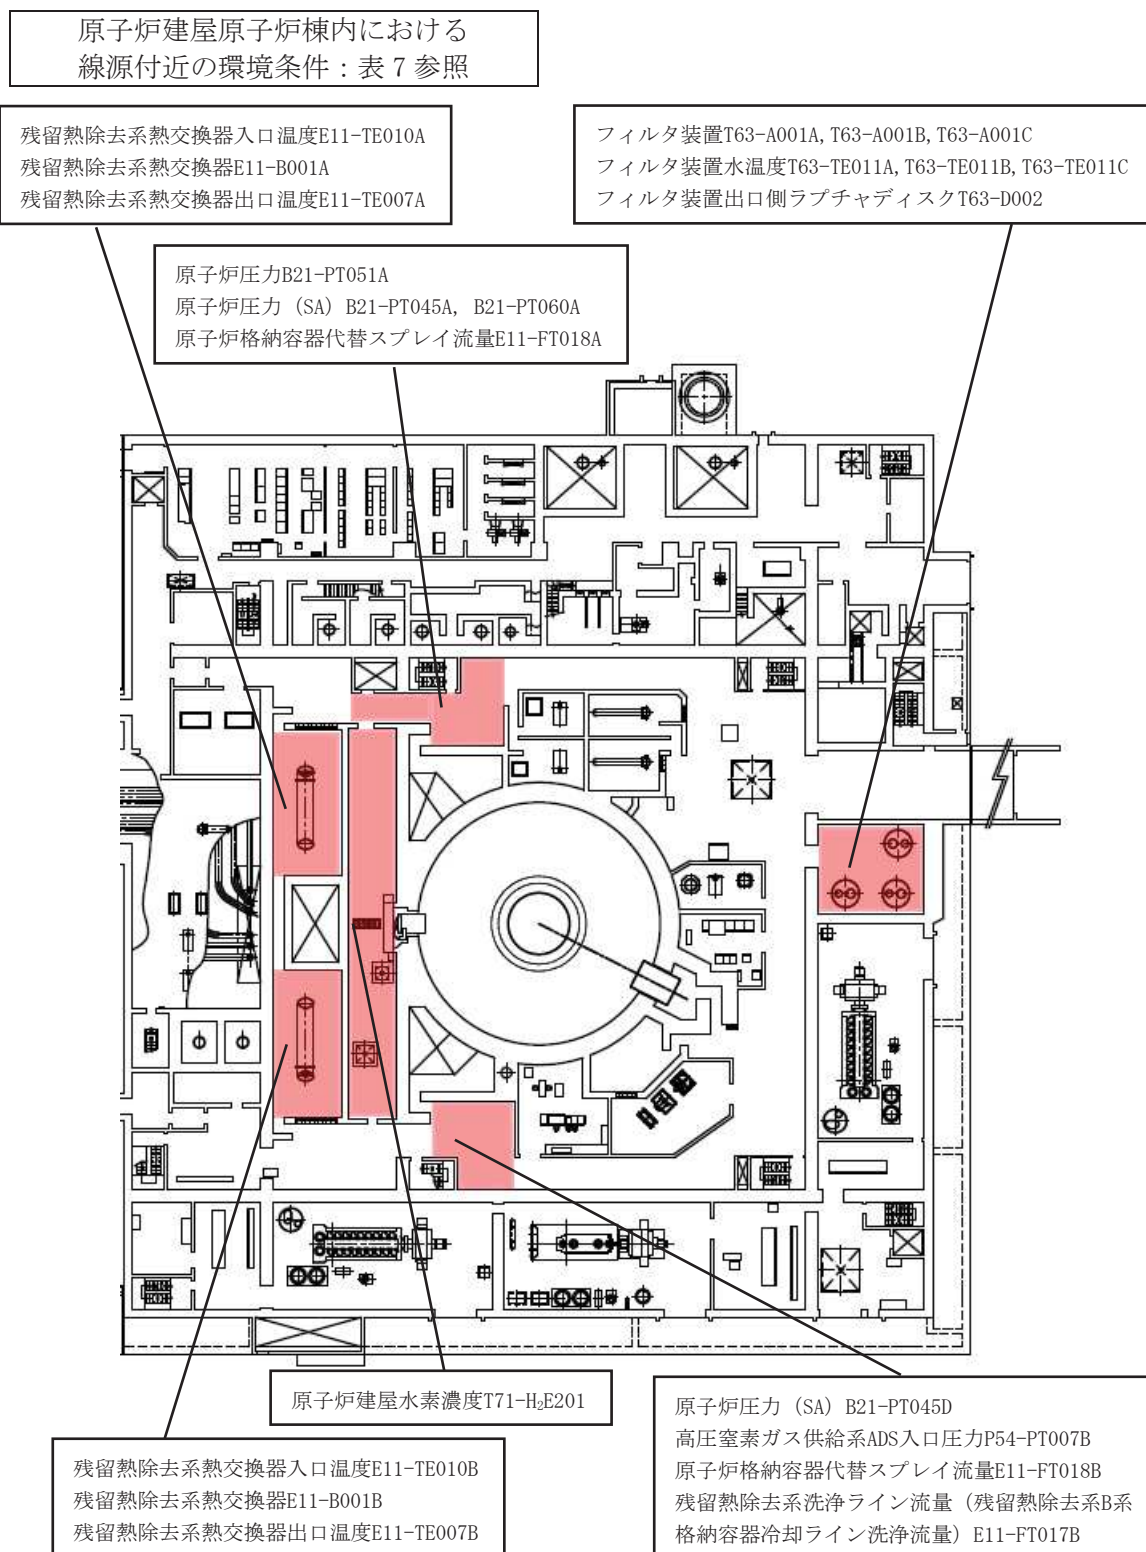 原子炉建屋原子炉棟内における
線源付近の環境条件：表７参照
残留熱除去系熱交換器入口温度E11-TE010A
残留熱除去系熱交換器E11-B001A
残留熱除去系熱交換器出口温度E11-TE007A
フィルタ装置T63-A001A, T63-A001B, T63-A001C
フィルタ装置水温度T63-TE011A, T63-TE011B, T63-TE011C
フィルタ装置出口側ラプチャディスクT63-D002
原子炉圧力B21-PT051A
原子炉圧力（SA）B21-PT045A, B21-PT060A
原子炉格納容器代替スプレイ流量E11-FT018A
原子炉建屋水素濃度T71-H₂E201
残留熱除去系熱交換器入口温度E11-TE010B
残留熱除去系熱交換器E11-B001B
残留熱除去系熱交換器出口温度E11-TE007B
原子炉圧力（SA）B21-PT045D
高圧窒素ガス供給系ADS入口圧力P54-PT007B
原子炉格納容器代替スプレイ流量E11-FT018B
残留熱除去系洗浄ライン流量（残留熱除去系B系
格納容器冷却ライン洗浄流量）E11-FT017B